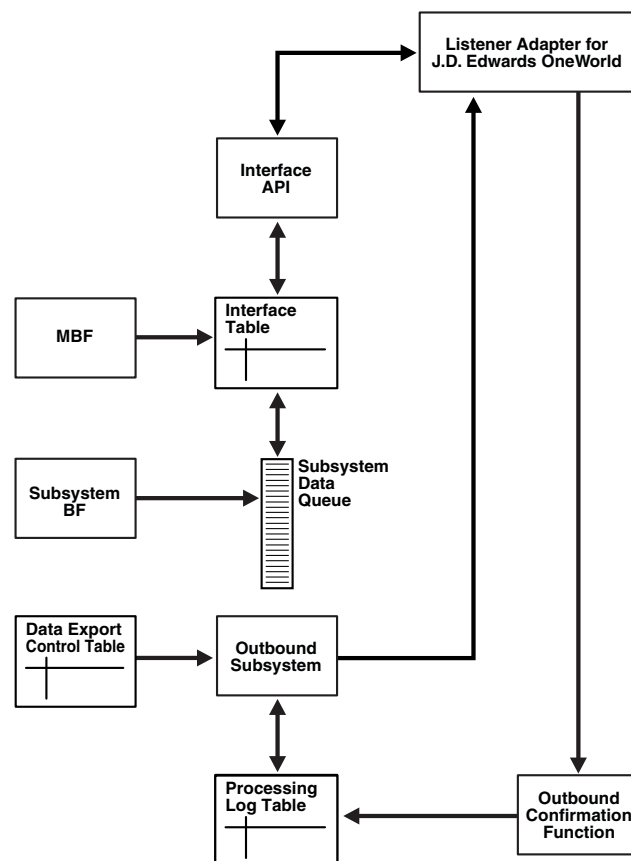 Listener Adapter for
J.D. Edwards OneWorld
Interface
API
Interface
Table
MBF
Subsystem
Data
Queue
Subsystem
BF
Data Export
Control Table
Outbound
Subsystem
Processing
Log Table
Outbound
Confirmation
Function